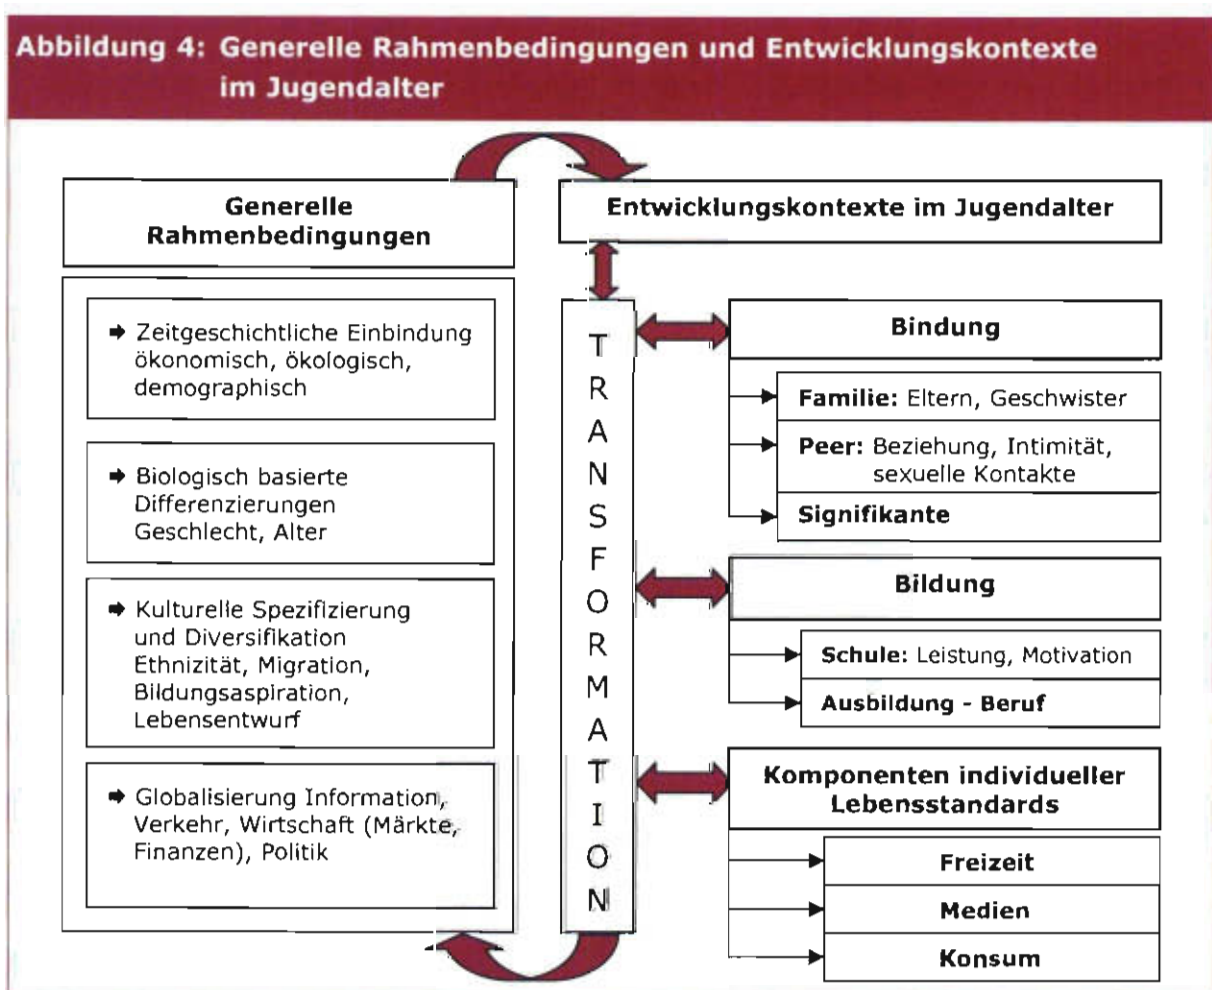 Abbildung 4: Generelle Rahmenbedingungen und Entwicklungskontexte
im Jugendalter
Generelle
Rahmenbedingungen
➡ Zeitgeschichtliche Einbindung
ökonomisch, ökologisch,
demographisch
➡ Biologisch basierte
Differenzierungen
Geschlecht, Alter
➡ Kulturelle Spezifizierung
und Diversifikation
Ethnizität, Migration,
Bildungsaspiration,
Lebensentwurf
➡ Globalisierung Information,
Verkehr, Wirtschaft (Märkte,
Finanzen), Politik
Entwicklungskontexte im Jugendalter
TRANSFORMATION
Bindung
Familie: Eltern, Geschwister
Peer: Beziehung, Intimität,
sexuelle Kontakte
Signifikante
Bildung
Schule: Leistung, Motivation
Ausbildung - Beruf
Komponenten individueller
Lebensstandards
Freizeit
Medien
Konsum